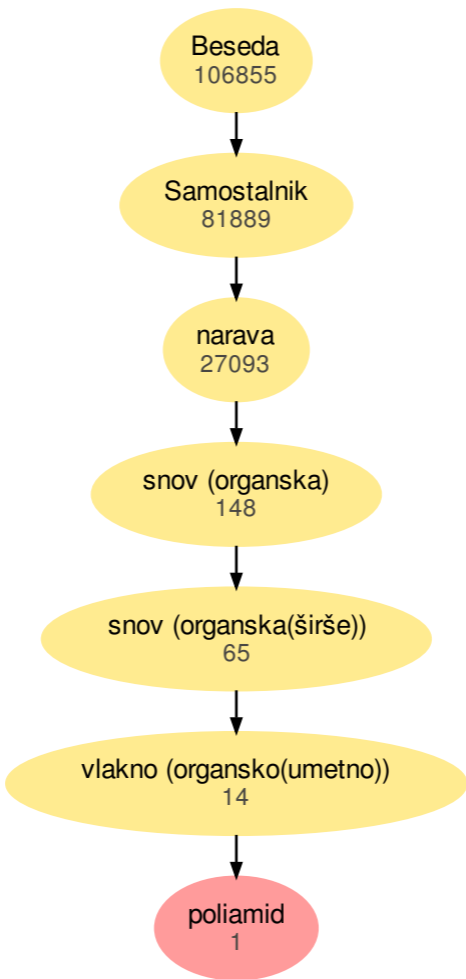 Beseda
106855
Samostalnik
81889
narava
27093
snov (organska)
148
snov (organska(širše))
65
vlakno (organsko(umetno))
14
poliamid
1